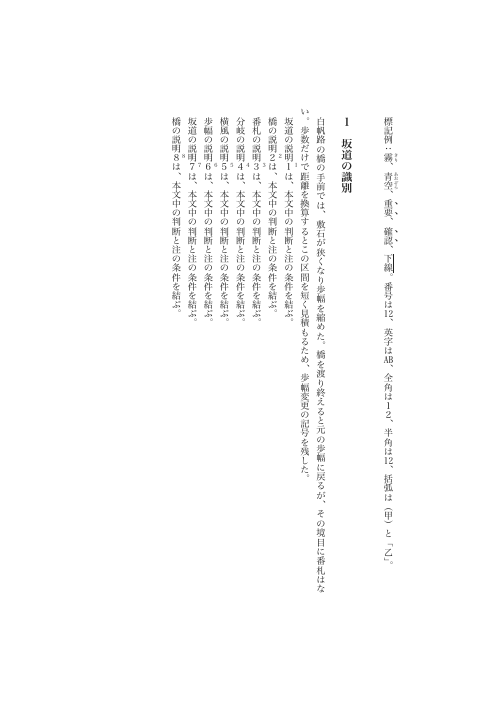 標記例：霧、青空、重要、確認、下線。番号は12、英字はAB、全角は１２、半角は12、括弧は（甲）と「乙」。
１　坂道の識別
白帆路の橋の手前では、敷石が狭くなり歩幅を縮めた。橋を渡り終えると元の歩幅に戻るが、その境目に番札はな
い。歩数だけで距離を換算するとこの区間を短く見積もるため、歩幅変更の記号を残した。
坂道の説明１は、本文中の判断と注の条件を結ぶ。
橋の説明２は、本文中の判断と注の条件を結ぶ。
番札の説明３は、本文中の判断と注の条件を結ぶ。
分岐の説明４は、本文中の判断と注の条件を結ぶ。
横風の説明５は、本文中の判断と注の条件を結ぶ。
歩幅の説明６は、本文中の判断と注の条件を結ぶ。
坂道の説明７は、本文中の判断と注の条件を結ぶ。
橋の説明８は、本文中の判断と注の条件を結ぶ。